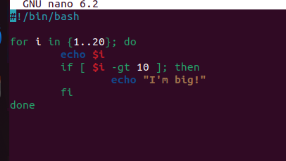 GNU nano 6.2
#!/bin/bash
for i in {1..20}; do
        echo $i
        if [ $i -gt 10 ]; then
                echo "I'm big!"
        fi
done